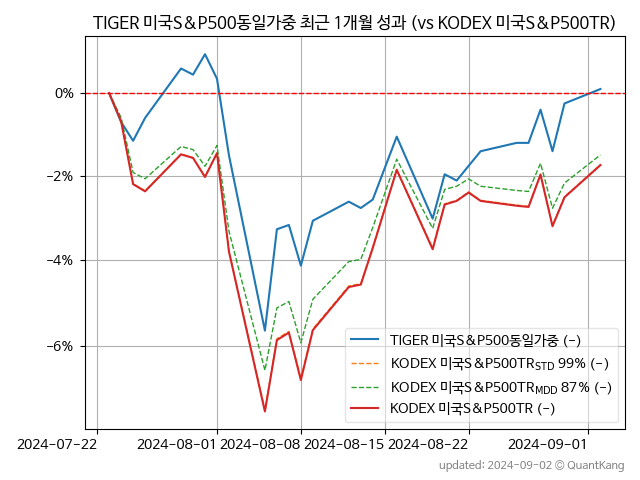 TIGER 미국S&P500동일가중 최근 1개월 성과 (vs KODEX 미국S&P500TR)
0%
−2%
−4%
−6%
TIGER 미국S&P500동일가중 (-)
KODEX 미국S&P500TR_STD 99% (-)
KODEX 미국S&P500TR_MDD 87% (-)
KODEX 미국S&P500TR (-)
2024-07-22 2024-08-01 2024-08-08 2024-08-15 2024-08-22 2024-09-01
updated: 2024-09-02 © QuantKang